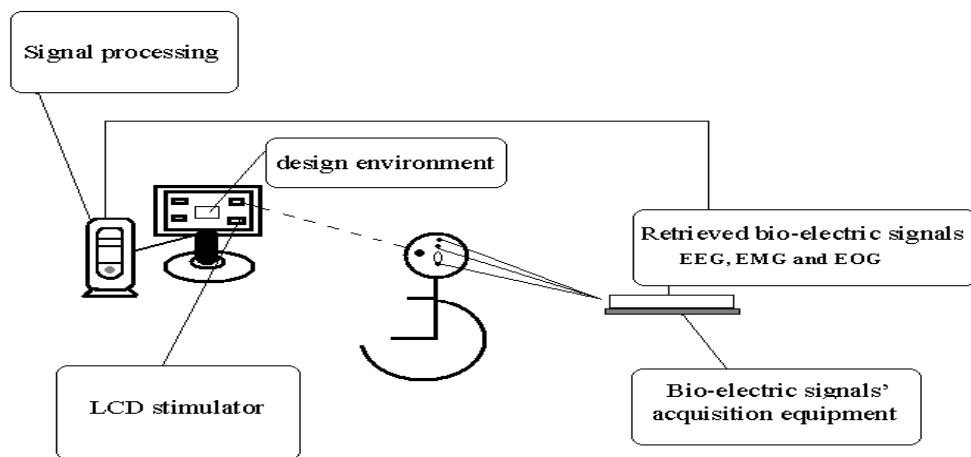 Signal processing
design environment
Retrieved bio-electric signals
EEG, EMG and EOG
LCD stimulator
Bio-electric signals’
acquisition equipment